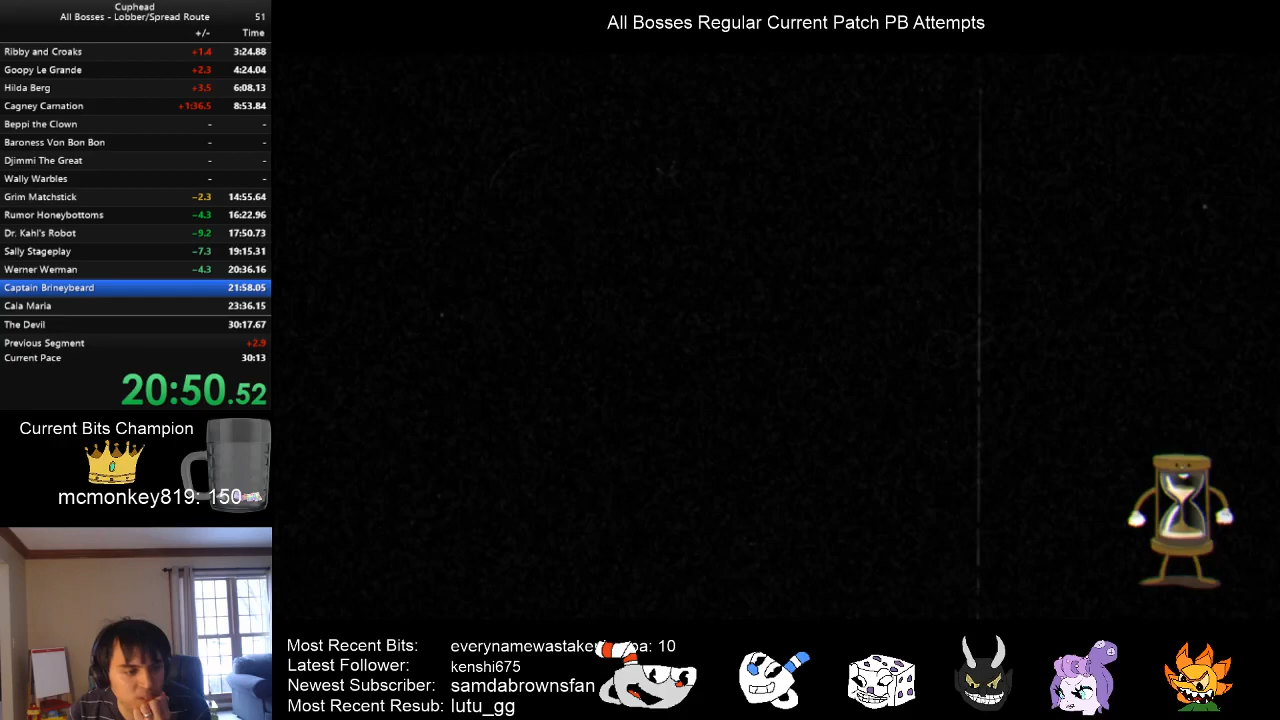 Cuphead
All Bosses - Lobber/Spread Route 51
+/- Time
Ribby and Croaks +1.4 3:24.88
Goopy Le Grande +2.3 4:24.04
Hilda Berg +3.5 6:08.13
Cagney Carnation +1:36.5 8:53.84
Beppi the Clown - -
Baroness Von Bon Bon - -
Djimmi The Great - -
Wally Warbles - -
Grim Matchstick −2.3 14:55.64
Rumor Honeybottoms −4.3 16:22.96
Dr. Kahl's Robot −9.2 17:50.73
Sally Stageplay −7.3 19:15.31
Werner Werman −4.3 20:36.16
Captain Brineybeard 21:58.05
Cala Maria 23:36.15
The Devil 30:17.67
Previous Segment +2.9
Current Pace 30:13
20:50.52
Current Bits Champion
mcmonkey819: 150
All Bosses Regular Current Patch PB Attempts
Most Recent Bits: 10
Latest Follower: kenshi675
Newest Subscriber: samdabrownsfan
Most Recent Resub: lutu_gg